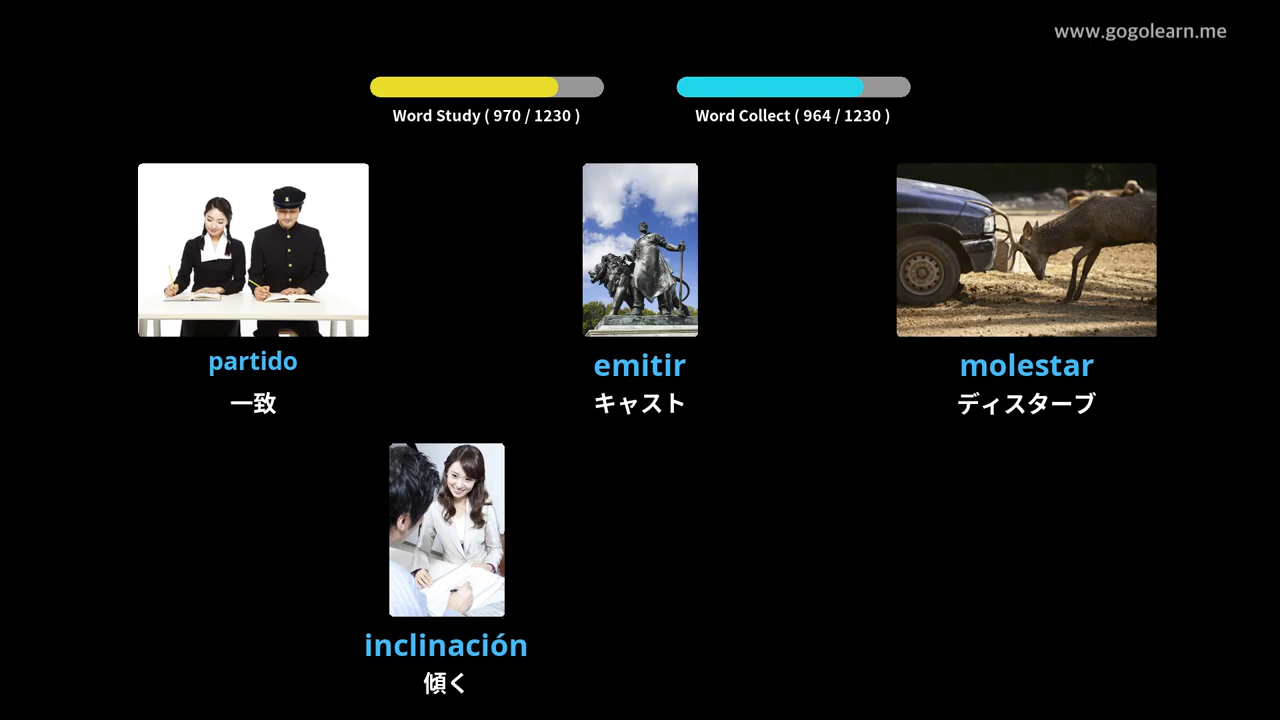 www.gogolearn.me
Word Study ( 970 / 1230 )
Word Collect ( 964 / 1230 )
partido
一致
emitir
キャスト
molestar
ディスターブ
inclinación
傾く